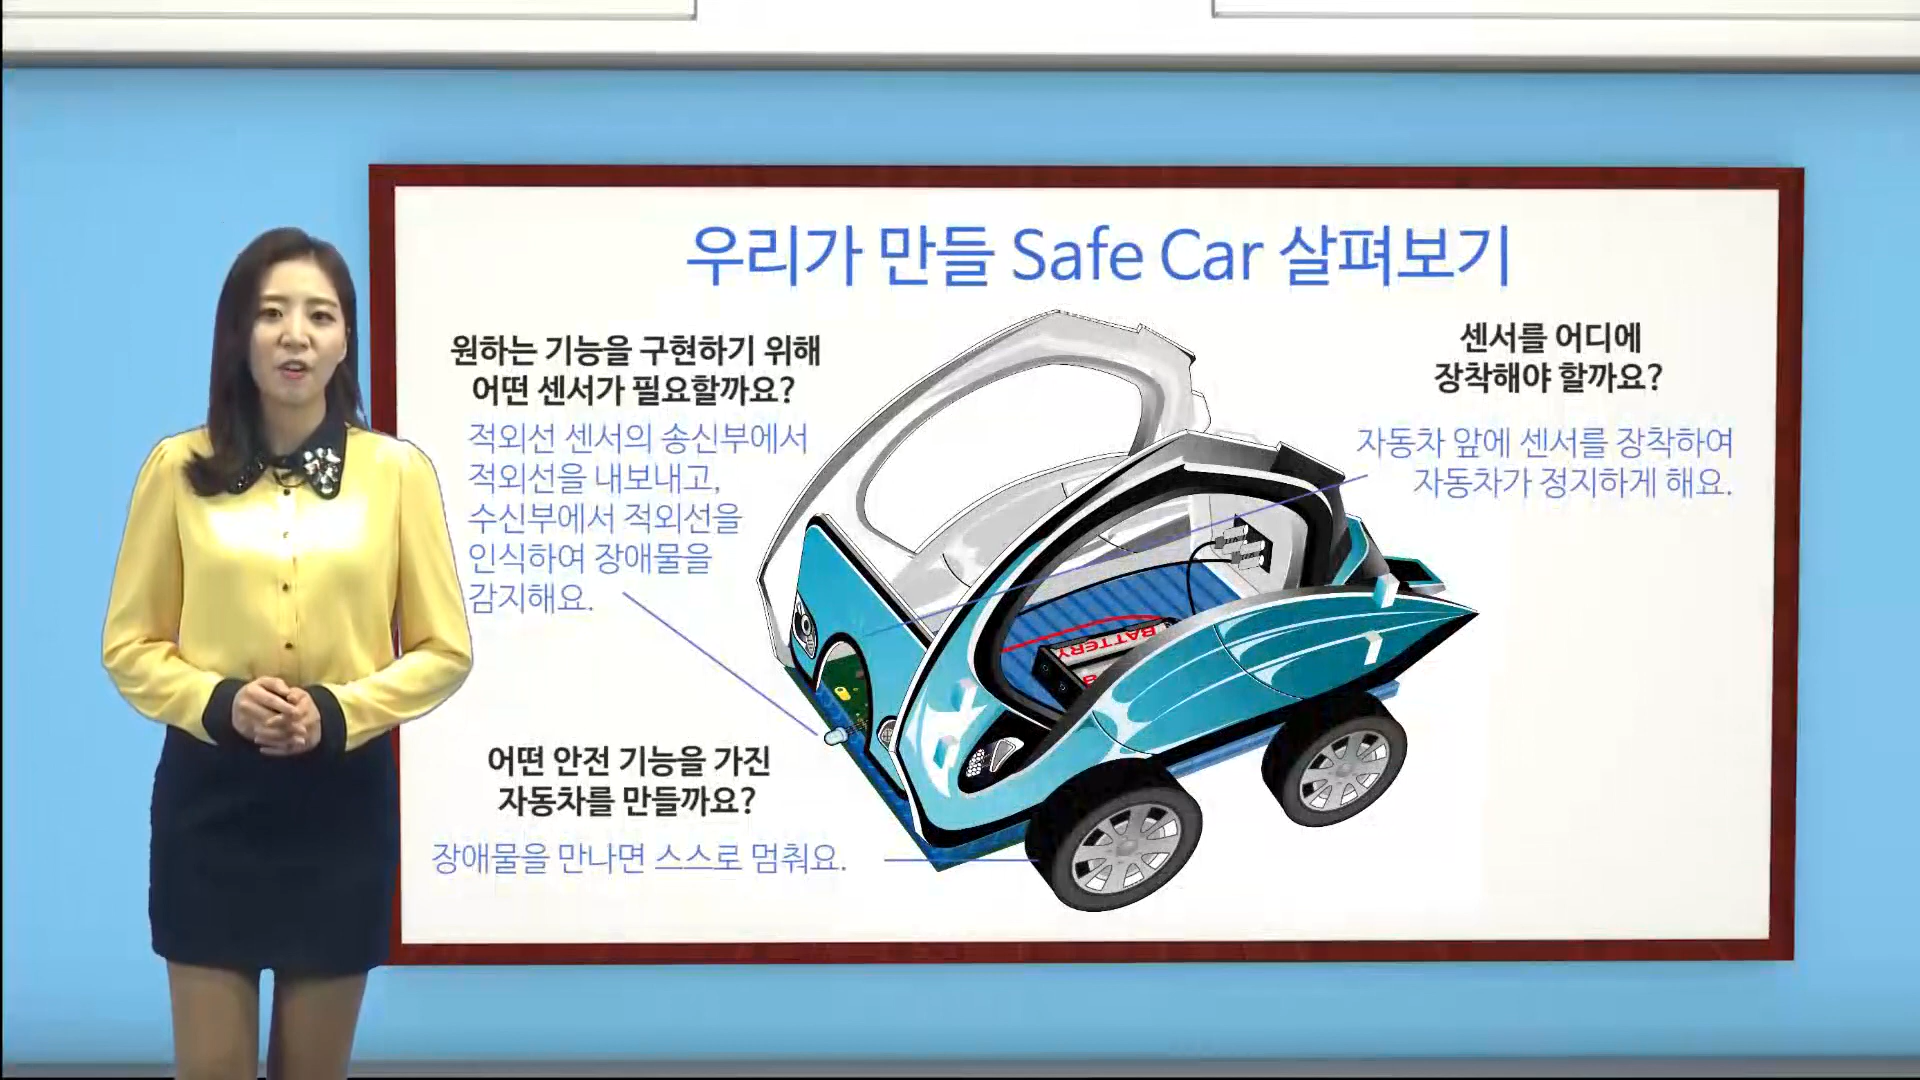 우리가 만들 Safe Car 살펴보기
원하는 기능을 구현하기 위해
어떤 센서가 필요할까요?
적외선 센서의 송신부에서
적외선을 내보내고,
수신부에서 적외선을
인식하여 장애물을
감지해요.
센서를 어디에
장착해야 할까요?
자동차 앞에 센서를 장착하여
자동차가 정지하게 해요.
BATTERY
어떤 안전 기능을 가진
자동차를 만들까요?
장애물을 만나면 스스로 멈춰요.